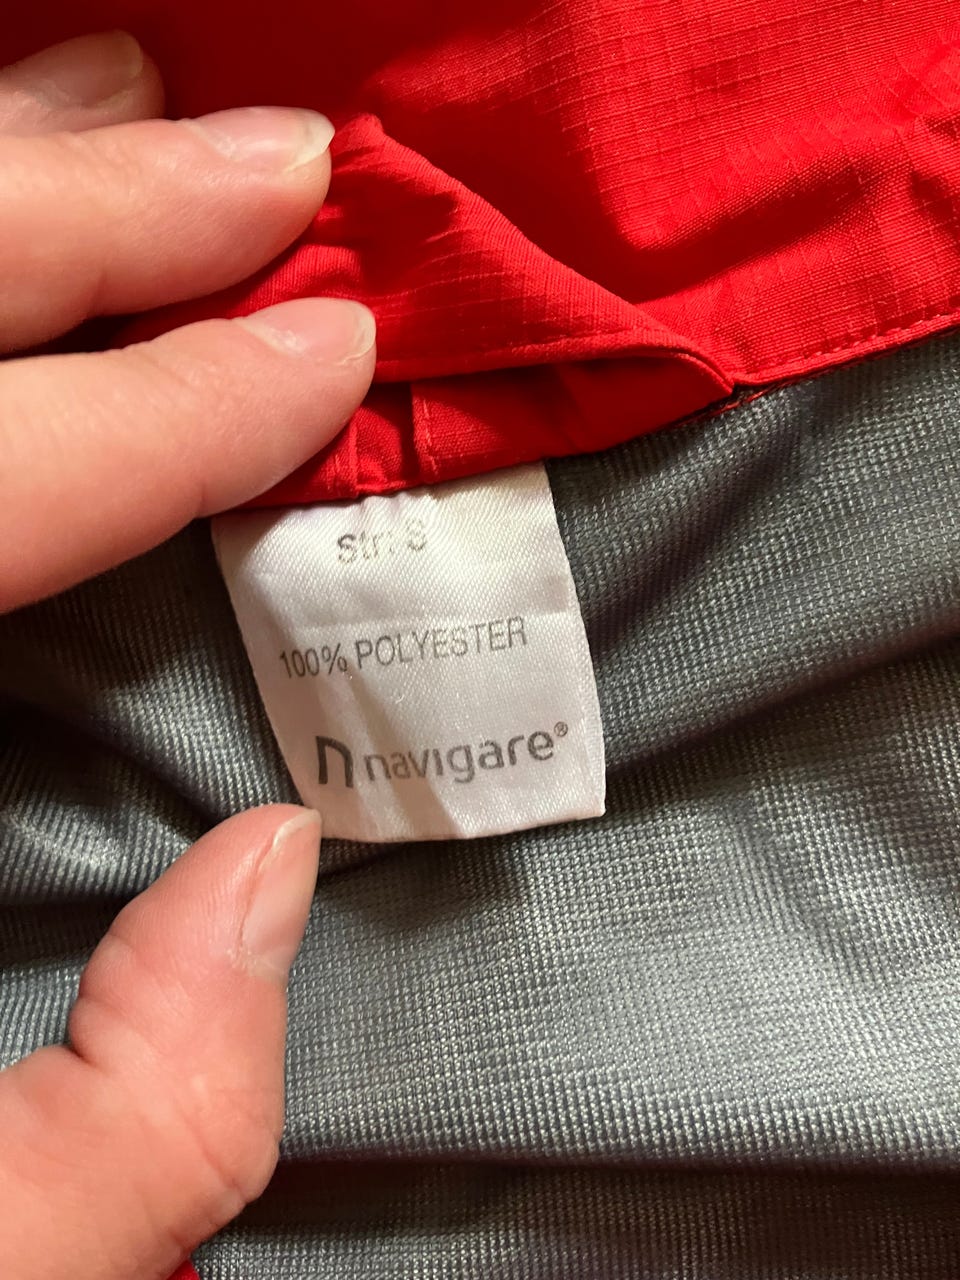 str: S
100% POLYESTER
navigare®